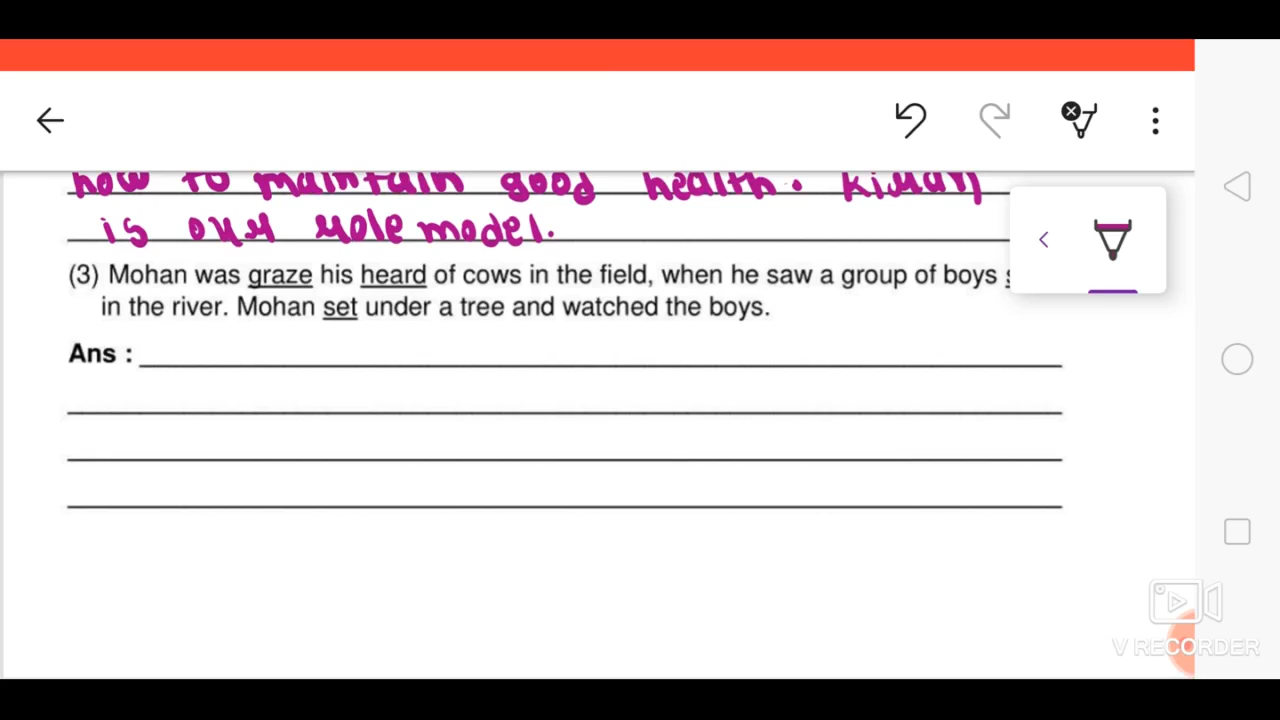 how to maintain good health. Kiran
is our role model.
(3) Mohan was graze his heard of cows in the field, when he saw a group of boys
in the river. Mohan set under a tree and watched the boys.
Ans :
V RECORDER